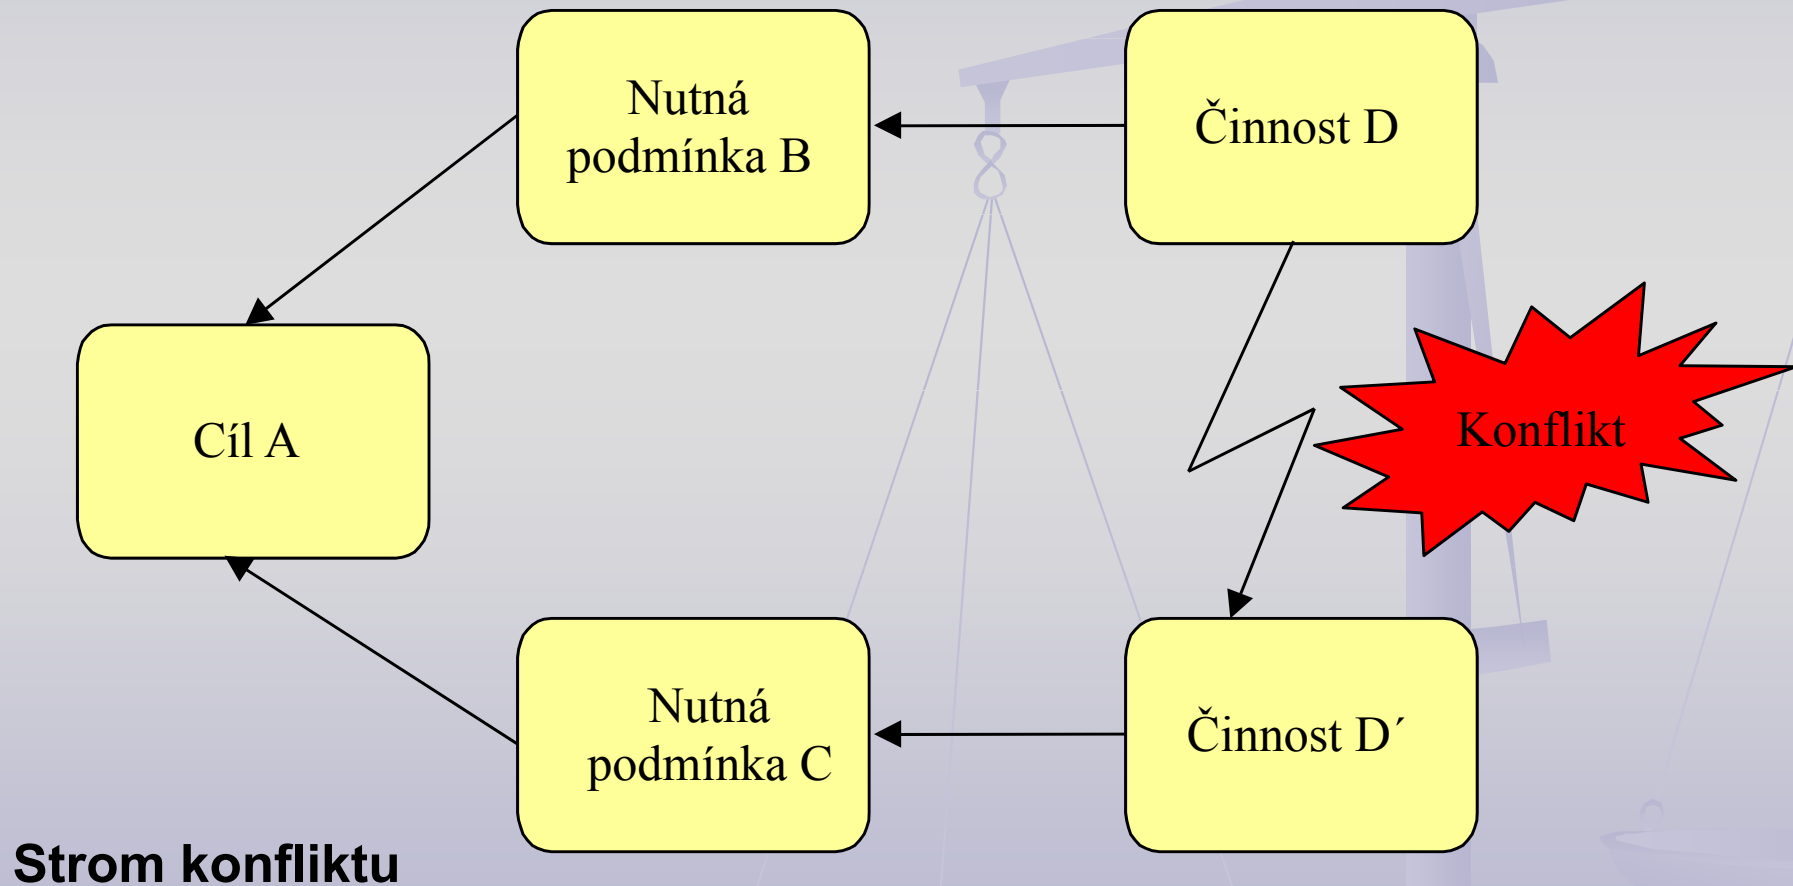 Nutná
podmínka B
Činnost D
Cíl A
Konflikt
Nutná
podmínka C
Činnost D´
Strom konfliktu